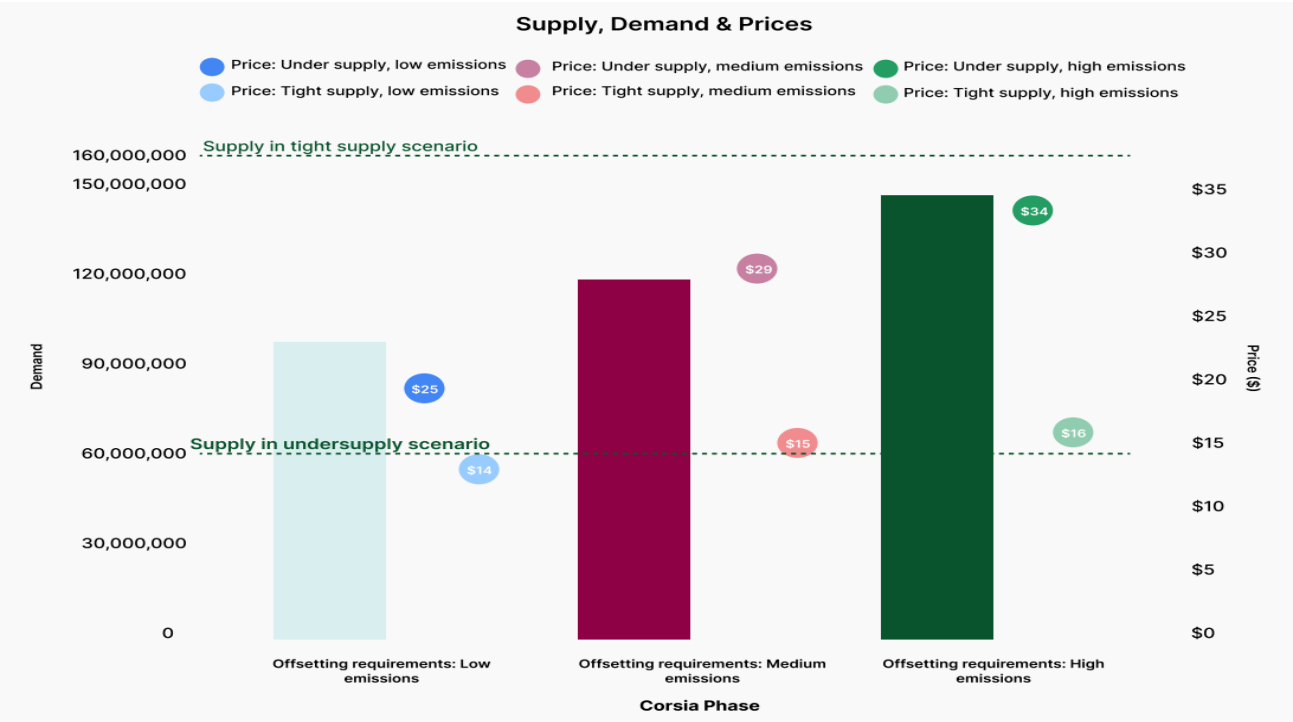 Supply, Demand & Prices
Price: Under supply, low emissions
Price: Under supply, medium emissions
Price: Under supply, high emissions
Price: Tight supply, low emissions
Price: Tight supply, medium emissions
Price: Tight supply, high emissions
Supply in tight supply scenario
160,000,000
150,000,000
120,000,000
90,000,000
60,000,000
30,000,000
0
Demand
Supply in undersupply scenario
$25
$14
$29
$15
$34
$16
$35
$30
$25
$20
$15
$10
$5
$0
Price ($)
Offsetting requirements: Low
emissions
Offsetting requirements: Medium
emissions
Offsetting requirements: High
emissions
Corsia Phase